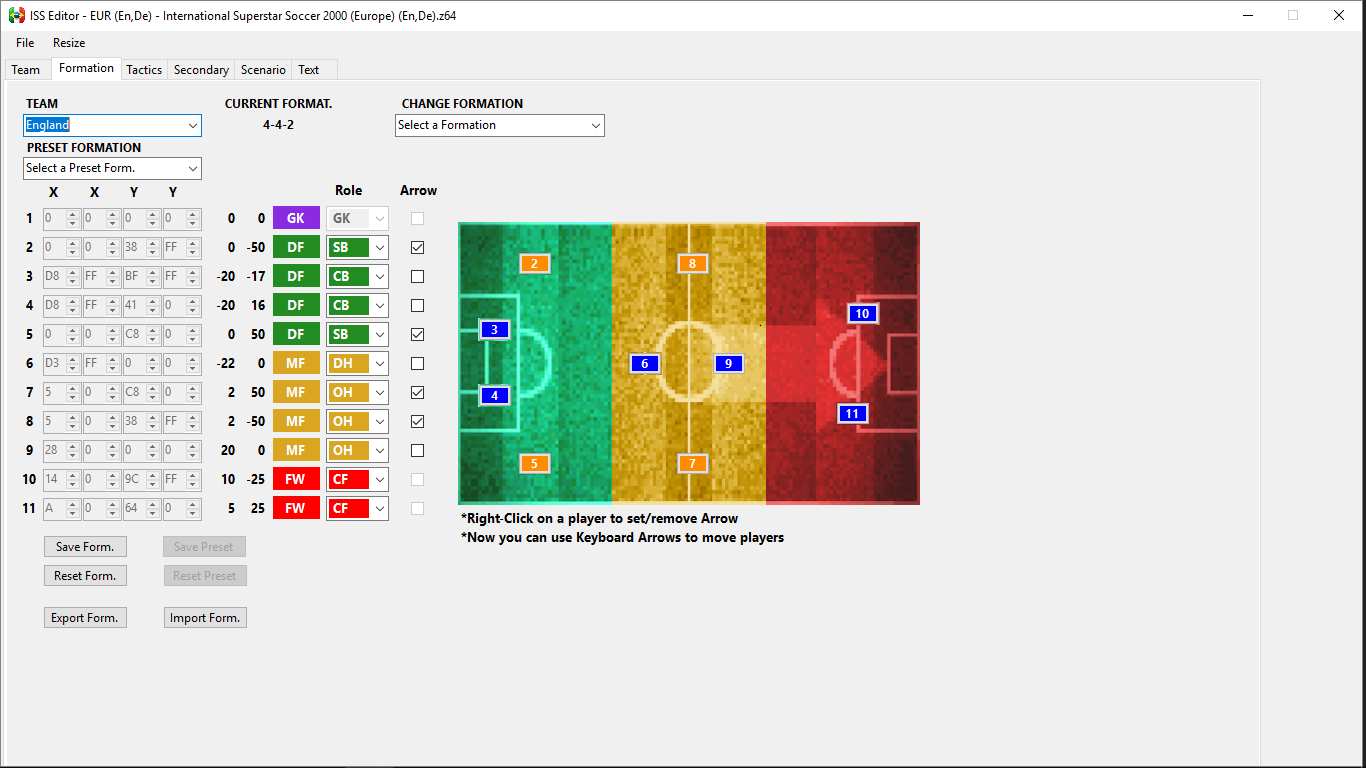 ISS Editor - EUR (En,De) - International Superstar Soccer 2000 (Europe) (En,De).z64
File Resize
Team Formation Tactics Secondary Scenario Text
TEAM CURRENT FORMAT. CHANGE FORMATION
England 4-4-2 Select a Formation
PRESET FORMATION
Select a Preset Form.
X X Y Y Role Arrow
1 0 0 0 0 0 0 GK GK
2 0 0 38 FF 0 -50 DF SB
3 D8 FF BF FF -20 -17 DF CB
4 D8 FF 41 0 -20 16 DF CB
5 0 0 C8 0 0 50 DF SB
6 D3 FF 0 0 -22 0 MF DH
7 5 0 C8 0 2 50 MF OH
8 5 0 38 FF 2 -50 MF OH
9 28 0 0 0 20 0 MF OH
10 14 0 9C FF 10 -25 FW CF
11 A 0 64 0 5 25 FW CF
2 8
10
3
6 9
4
11
5 7
*Right-Click on a player to set/remove Arrow
*Now you can use Keyboard Arrows to move players
Save Form. Save Preset
Reset Form. Reset Preset
Export Form. Import Form.